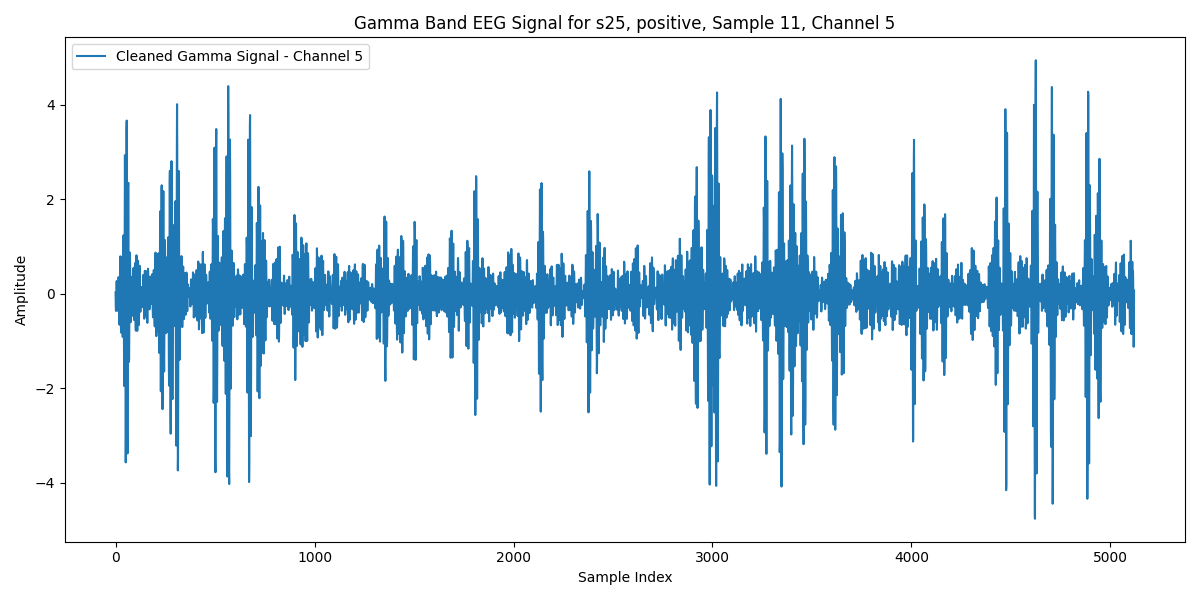 Gamma Band EEG Signal for s25, positive, Sample 11, Channel 5
Cleaned Gamma Signal - Channel 5
Amplitude
4
2
0
−2
−4
0 1000 2000 3000 4000 5000
Sample Index